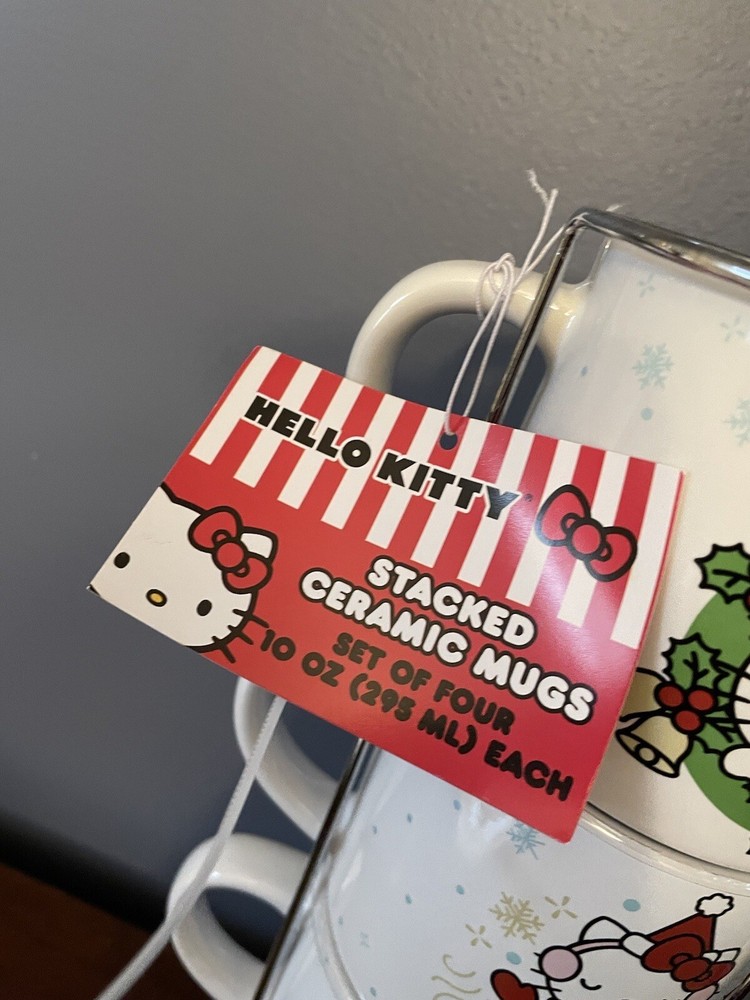 HELLO KITTY
STACKED
CERAMIC MUGS
SET OF FOUR
10 OZ (295 ML) EACH